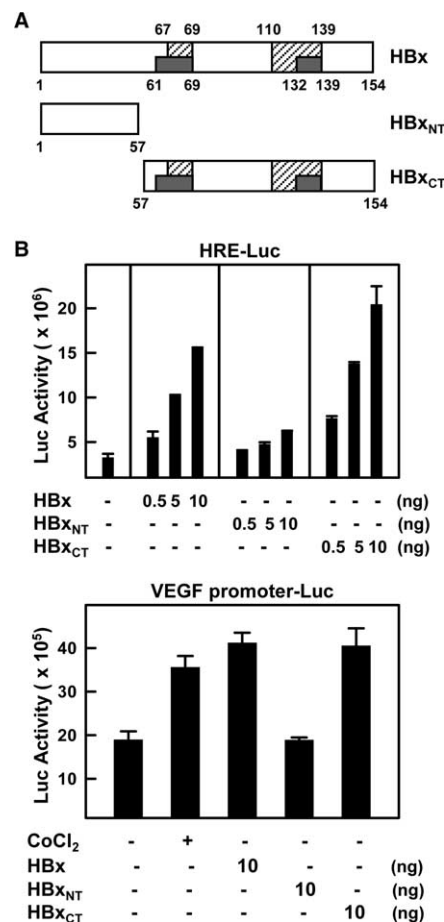 A
67 69 110 139
HBx
1 61 69 132 139 154
HBxNT
1 57
HBxCT
57 154
B
HRE-Luc
Luc Activity ( x 10⁶)
20
15
10
5
HBx - 0.5 5 10 - - - - - - (ng)
HBxNT - - - - 0.5 5 10 - - - (ng)
HBxCT - - - - - - - 0.5 5 10 (ng)
VEGF promoter-Luc
Luc Activity ( x 10⁵)
40
30
20
10
CoCl₂ - + - - -
HBx - - 10 - - (ng)
HBxNT - - - 10 - (ng)
HBxCT - - - - 10 (ng)